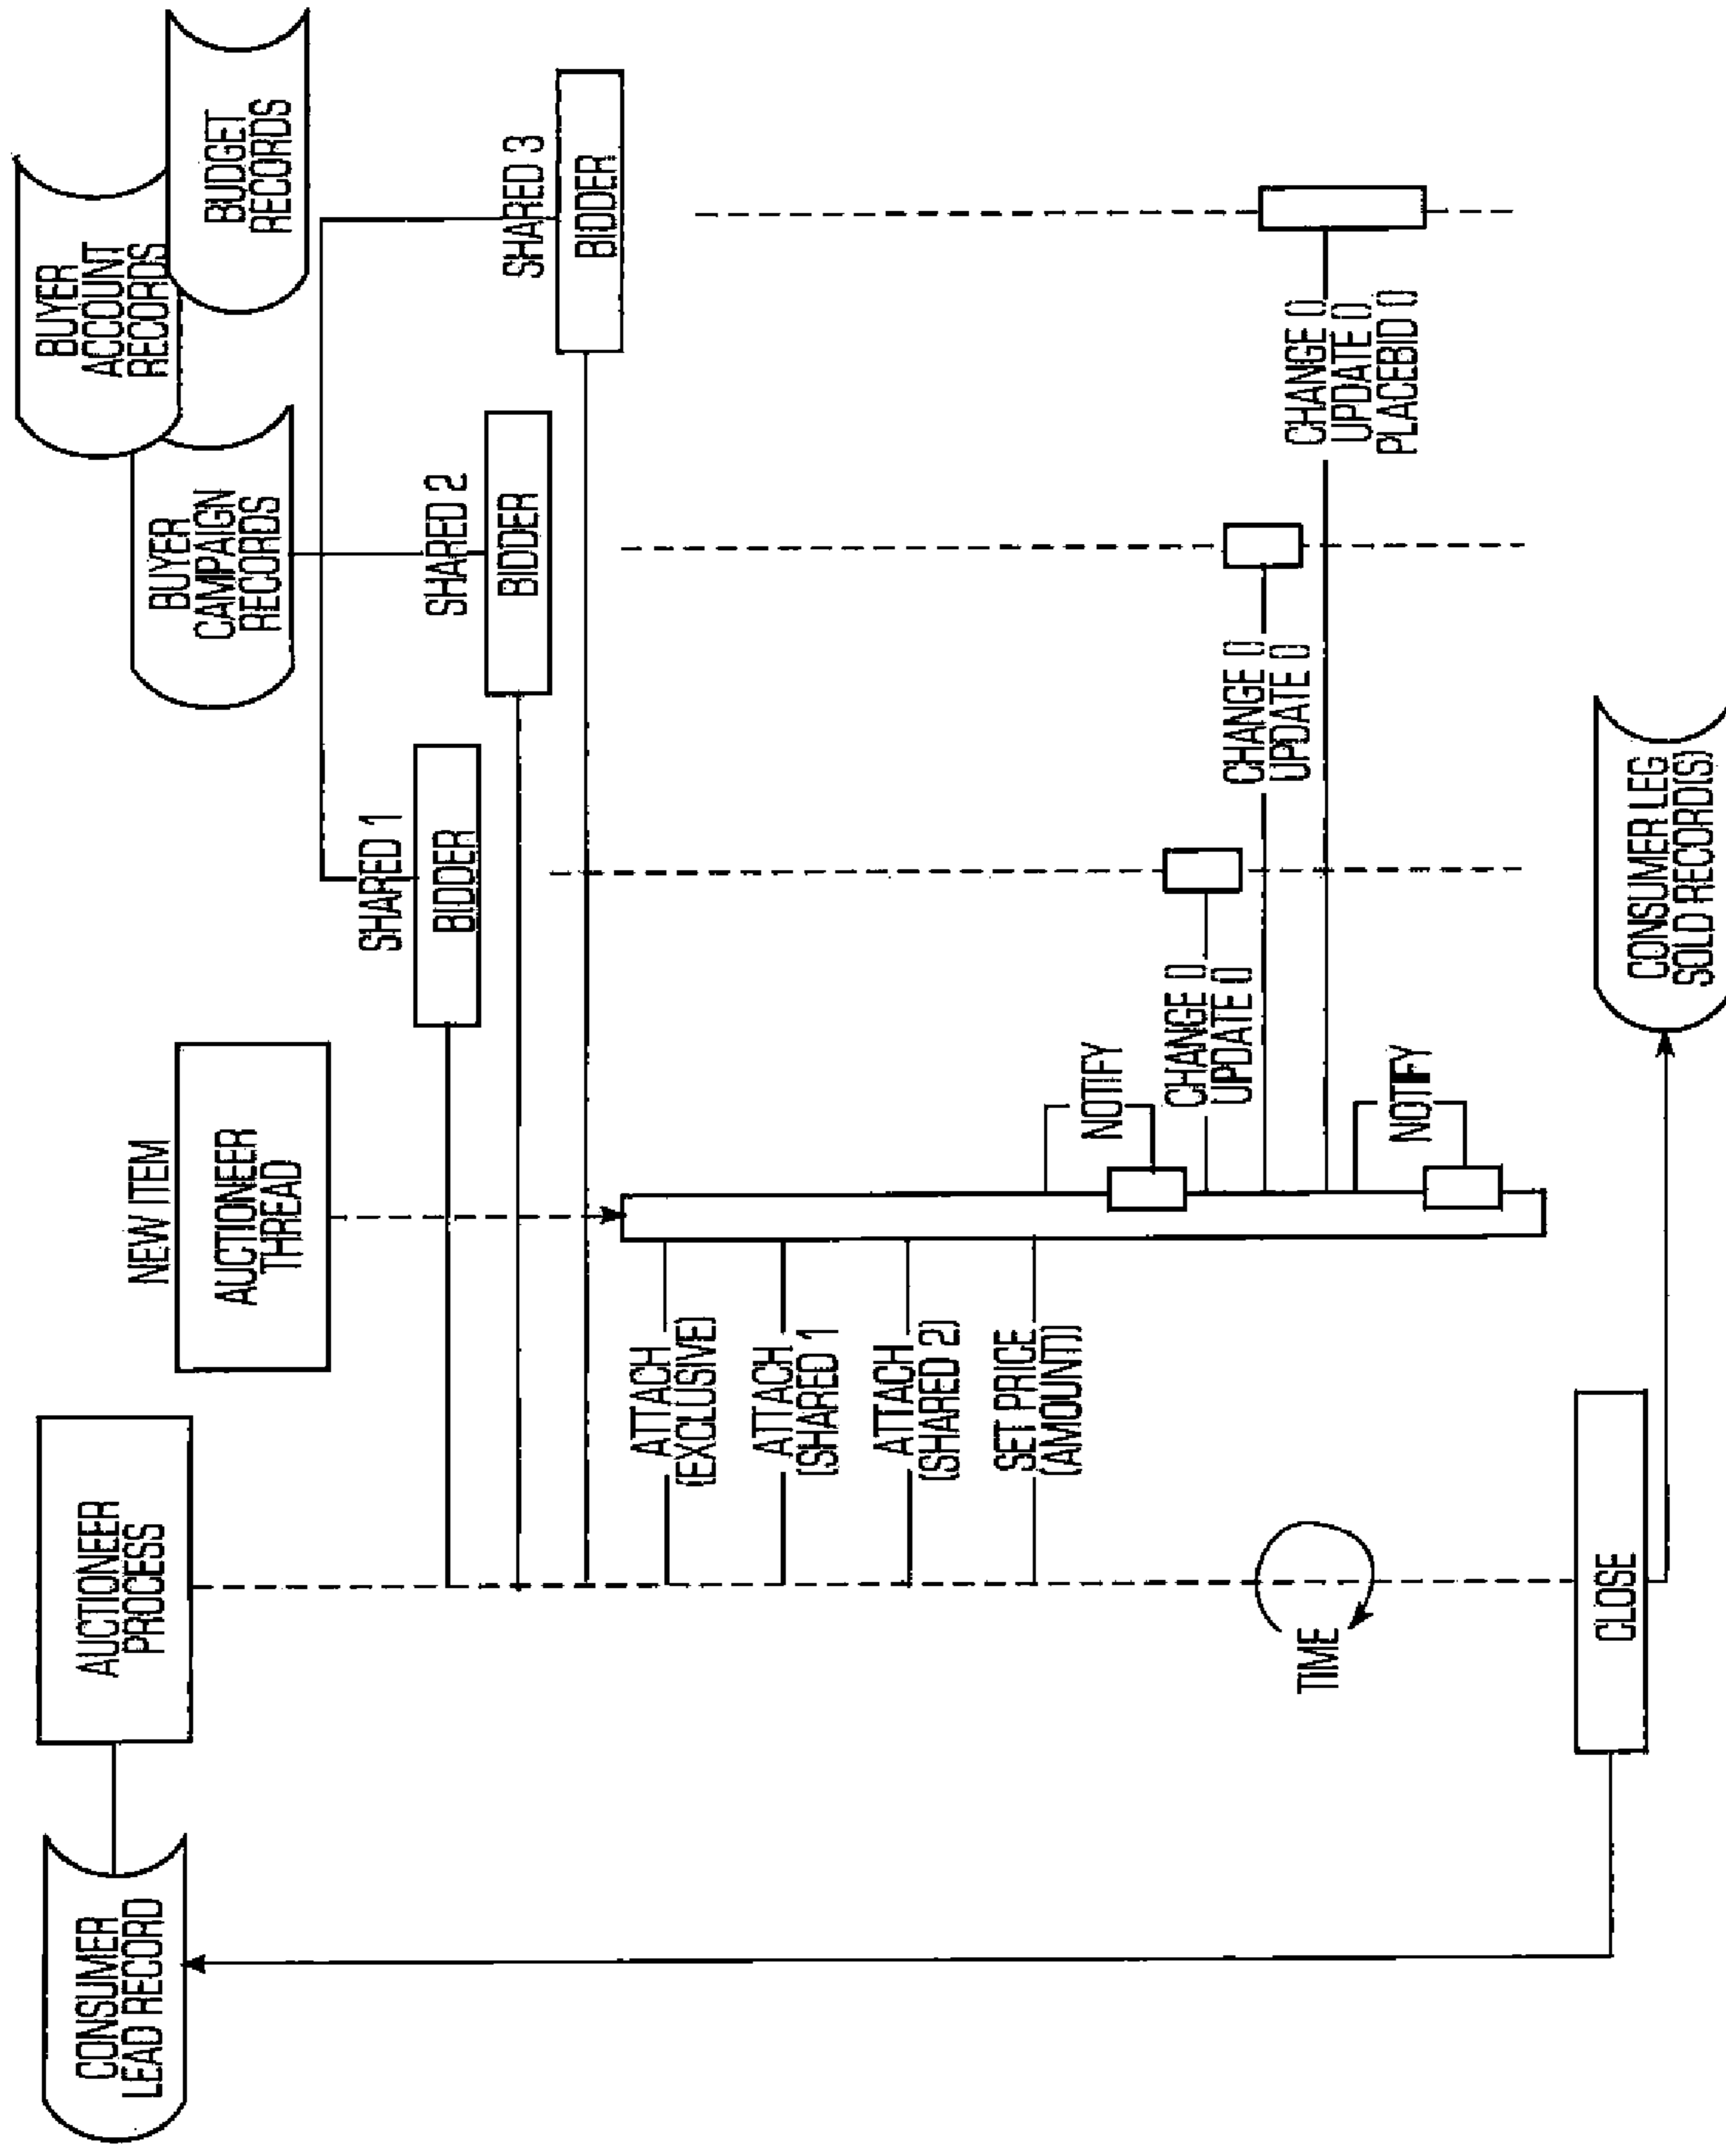 CONSUMER
LEAD RECORD
AUCTIONEER
PROCESS
NEW ITEM
AUCTIONEER
THREAD
BUYER
CAMPAIGN
RECORDS
BUYER
ACCOUNT
RECORDS
BUDGET
RECORDS
SHARED 1
BIDDER
SHARED 2
BIDDER
SHARED 3
BIDDER
ATTACH
(EXCLUSIVE)
ATTACH
(SHARED 1
ATTACH
(SHARED 2)
SET PRICE
(AMOUNT))
NOTIFY
CHANGE ()
UPDATE ()
CHANGE ()
UPDATE ()
CHANGE ()
UPDATE ()
PLACEBID ()
NOTIFY
TIME
CLOSE
CONSUMER LEG
SOLD RECORD(S)